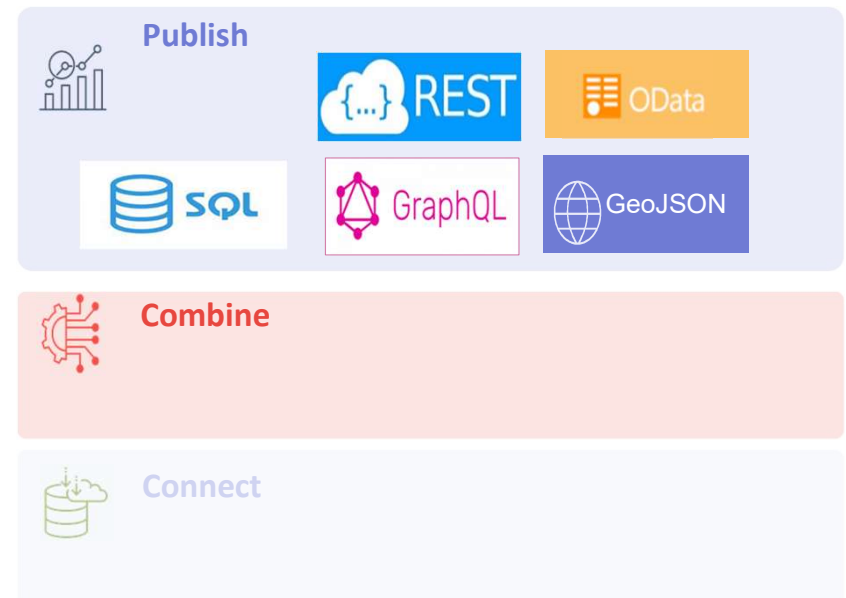 Publish
{...} REST
OData
SQL
GraphQL
GeoJSON
Combine
Connect